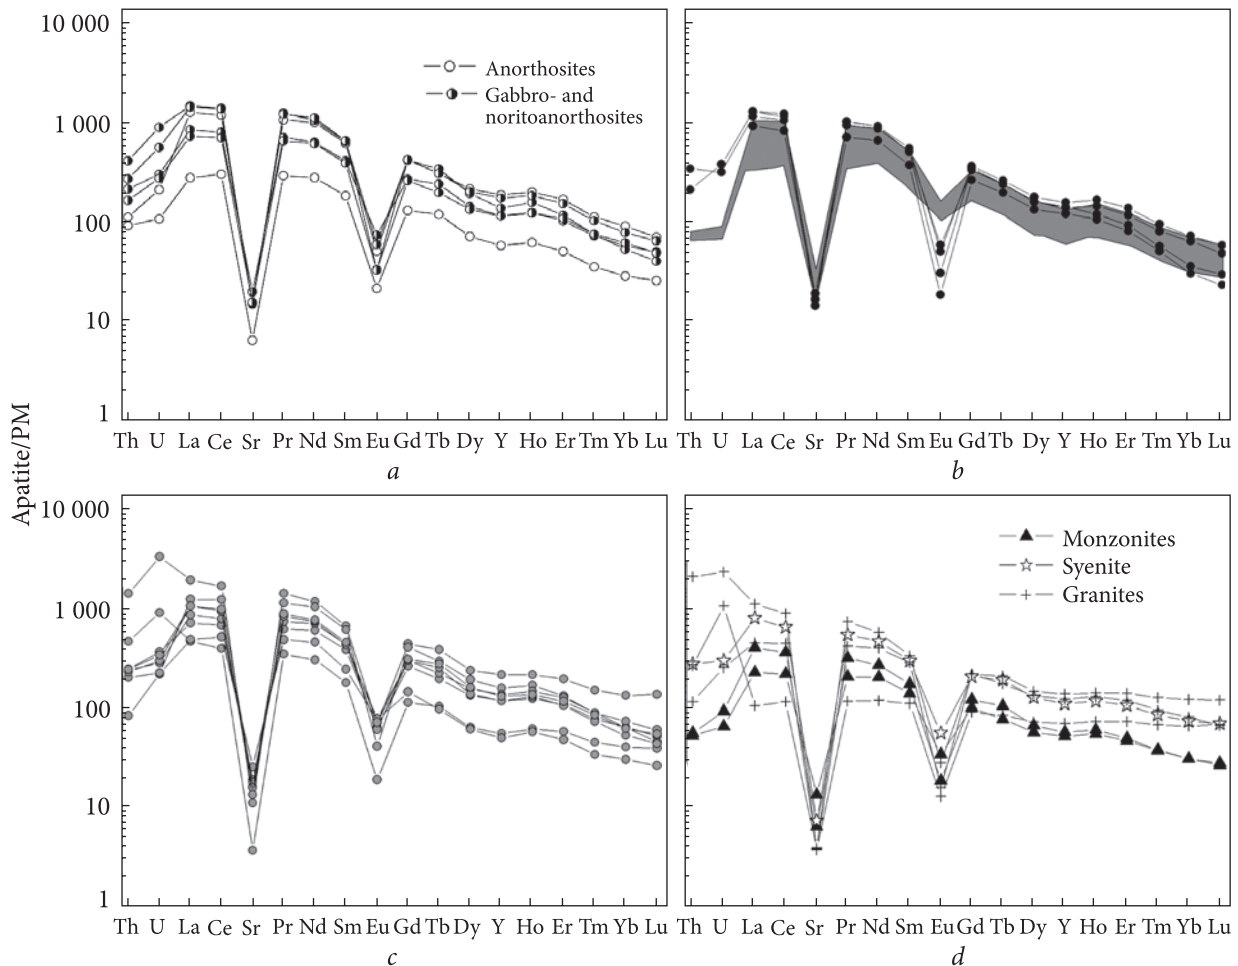 10 000
1 000
100
10
1
Anorthosites
Gabbro- and
noritoanorthosites
Th U La Ce Sr Pr Nd Sm Eu Gd Tb Dy Y Ho Er Tm Yb Lu
a
Th U La Ce Sr Pr Nd Sm Eu Gd Tb Dy Y Ho Er Tm Yb Lu
b
Apatite/PM
10 000
1 000
100
10
1
Th U La Ce Sr Pr Nd Sm Eu Gd Tb Dy Y Ho Er Tm Yb Lu
c
Monzonites
Syenite
Granites
Th U La Ce Sr Pr Nd Sm Eu Gd Tb Dy Y Ho Er Tm Yb Lu
d